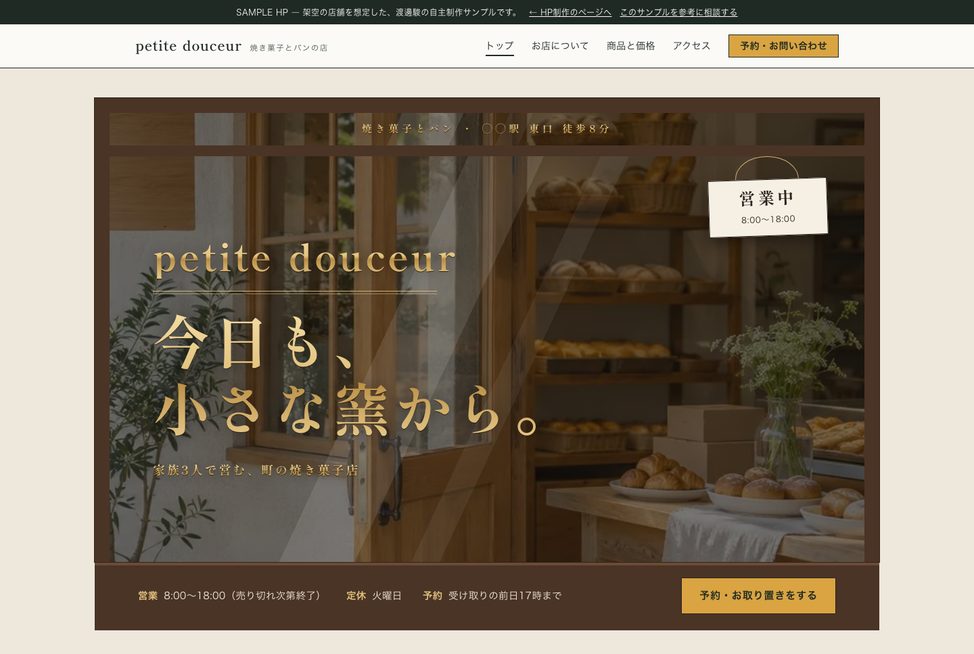 SAMPLE HP — 架空の店舗を想定した、渡邊駿の自主制作サンプルです。 ← HP制作のページへ このサンプルを参考に相談する
petite douceur 焼き菓子とパンの店 トップ お店について 商品と価格 アクセス 予約・お問い合わせ
焼き菓子とパン ・ 〇〇駅 東口 徒歩8分
営業中
8:00〜18:00
petite douceur
今日も、
小さな窯から。
家族3人で営む、町の焼き菓子店
営業 8:00〜18:00（売り切れ次第終了） 定休 火曜日 予約 受け取りの前日17時まで 予約・お取り置きをする